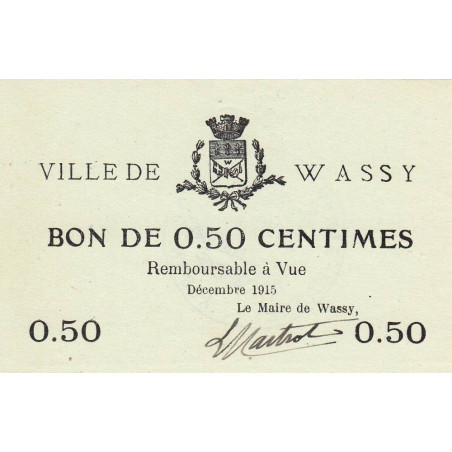 VILLE DE WASSY
W
BON DE 0.50 CENTIMES
Remboursable à Vue
Décembre 1915
Le Maire de Wassy,
0.50 0.50